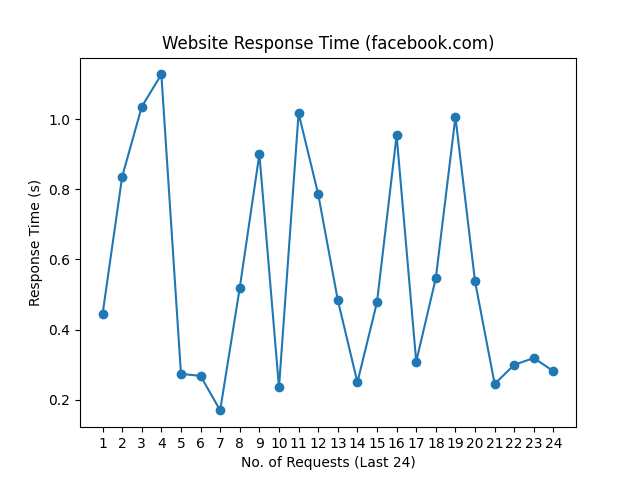 Website Response Time (facebook.com)
Response Time (s)
1.0
0.8
0.6
0.4
0.2
1 2 3 4 5 6 7 8 9 10 11 12 13 14 15 16 17 18 19 20 21 22 23 24
No. of Requests (Last 24)